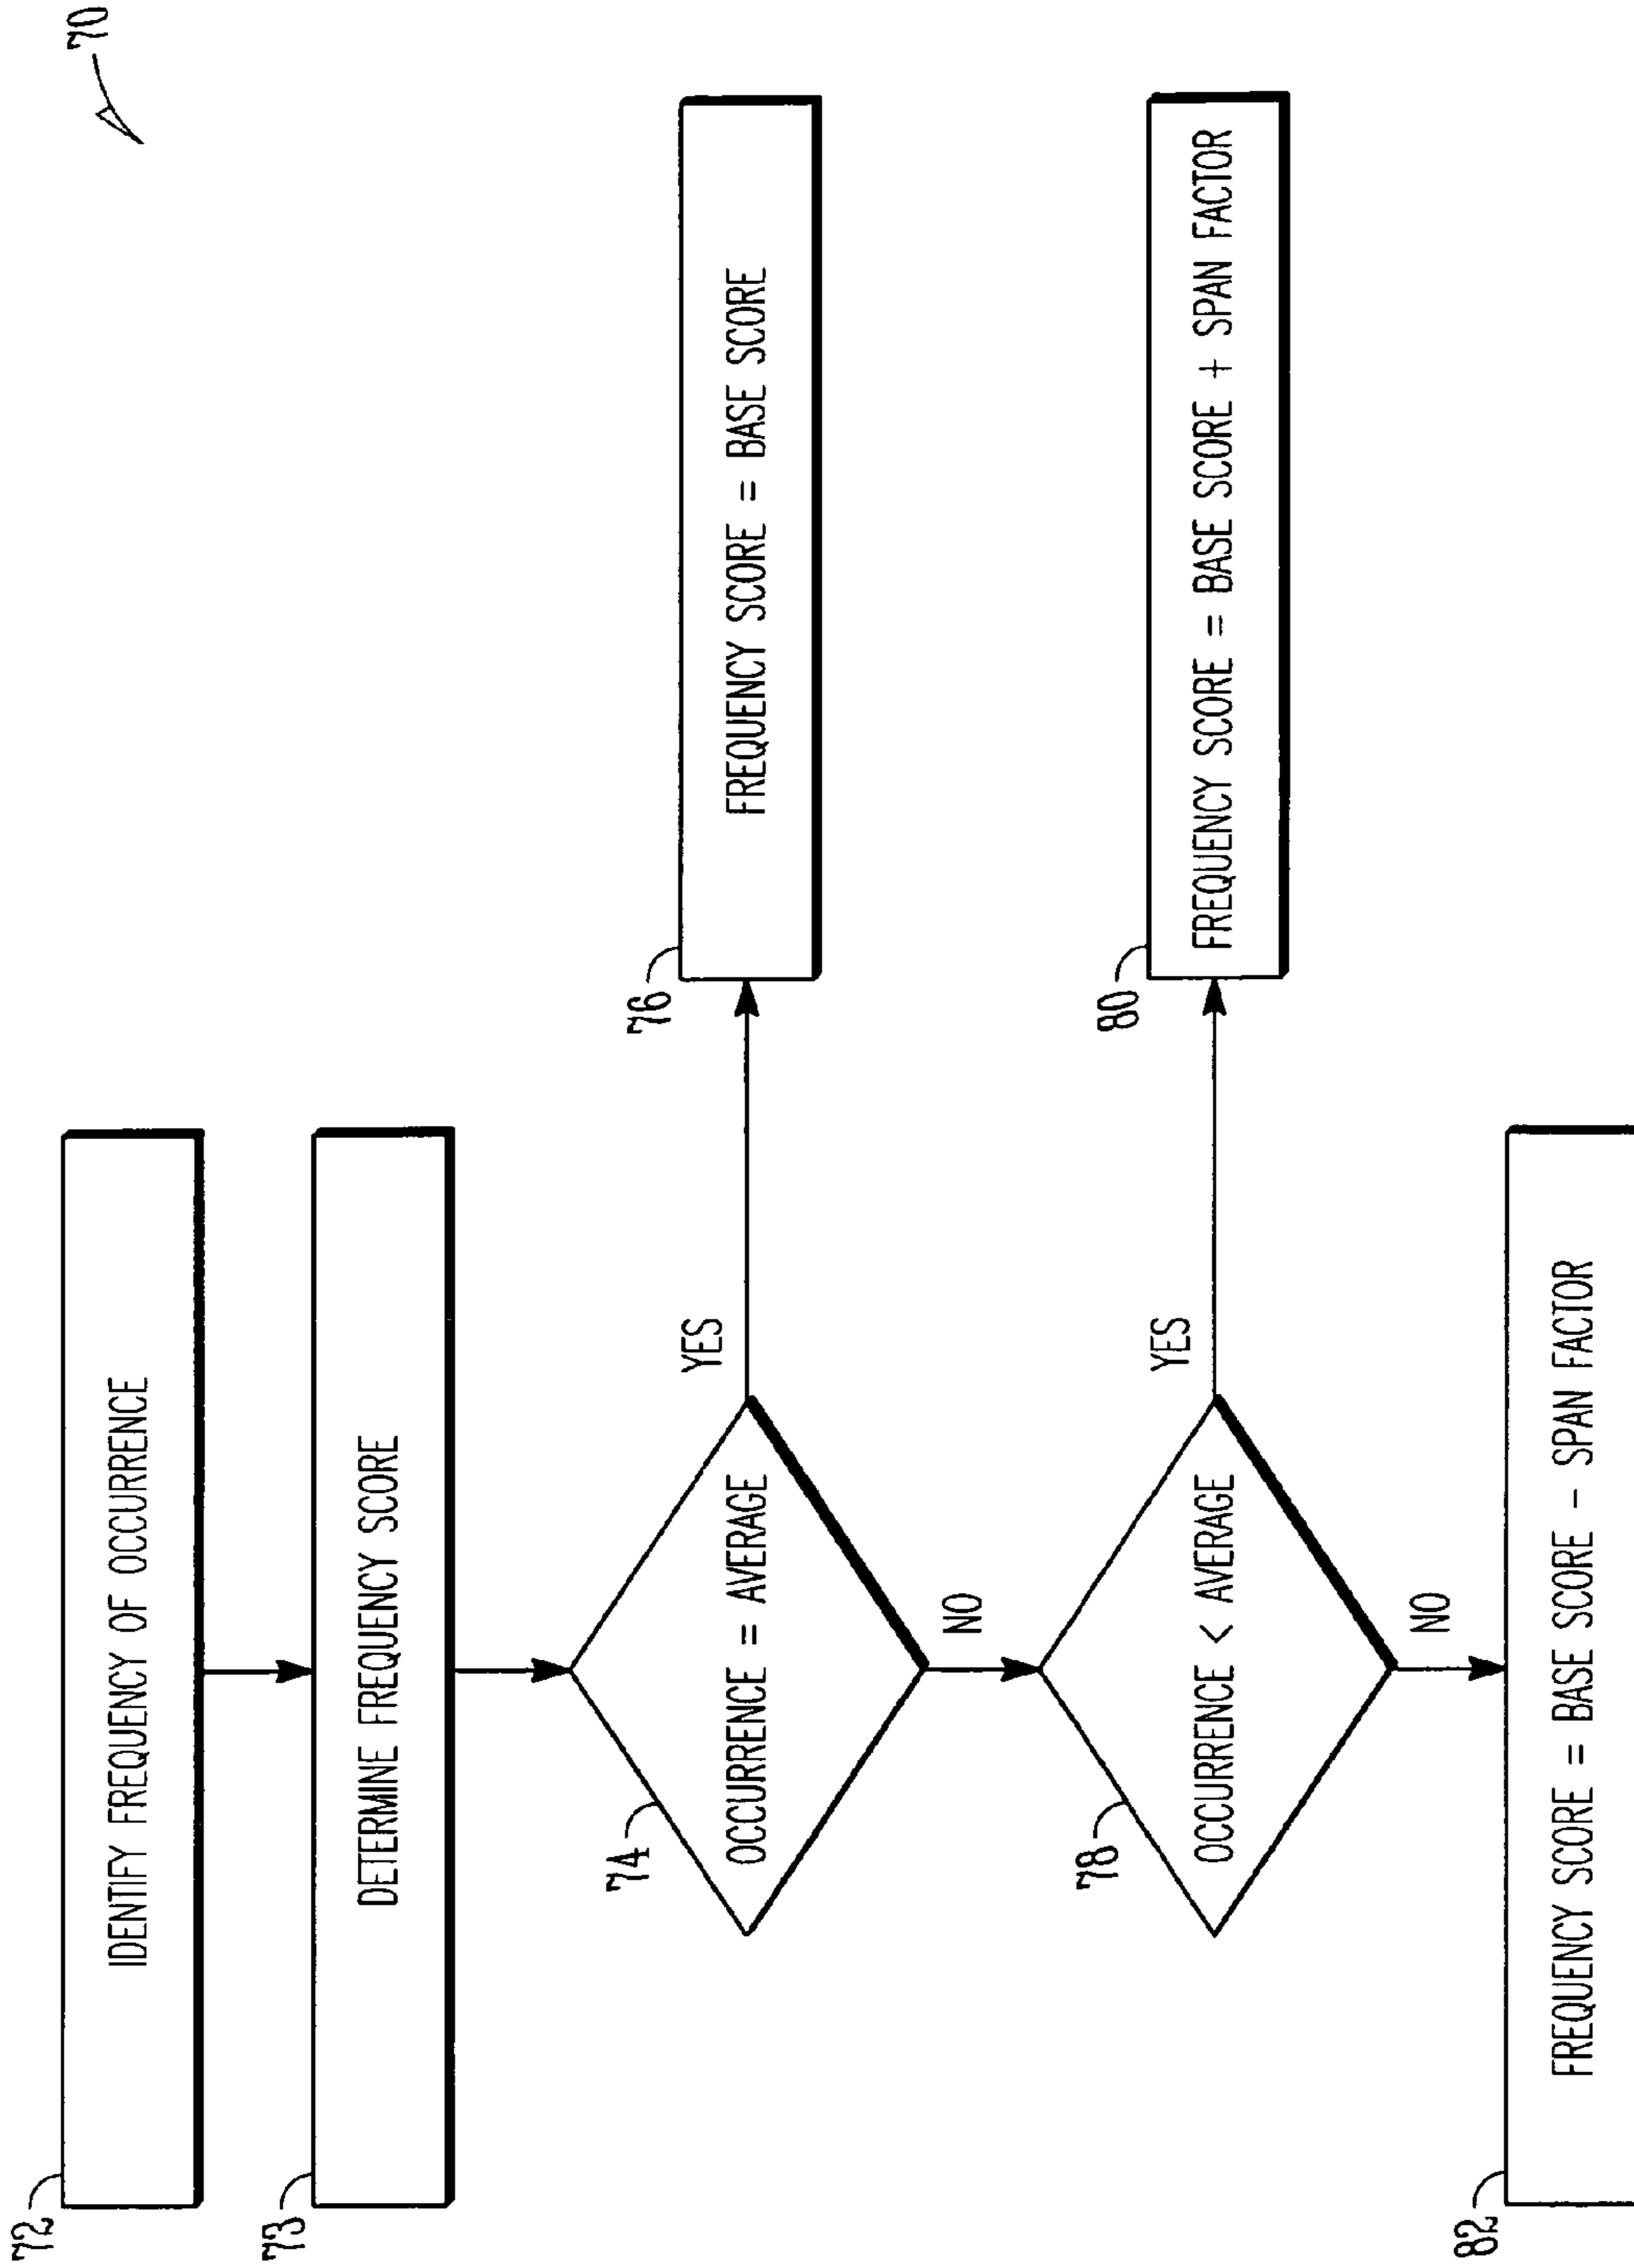 70
72
IDENTIFY FREQUENCY OF OCCURRENCE
73
DETERMINE FREQUENCY SCORE
74
OCCURRENCE = AVERAGE
YES
76
FREQUENCY SCORE = BASE SCORE
NO
78
OCCURRENCE < AVERAGE
YES
80
FREQUENCY SCORE = BASE SCORE + SPAN FACTOR
NO
82
FREQUENCY SCORE = BASE SCORE - SPAN FACTOR